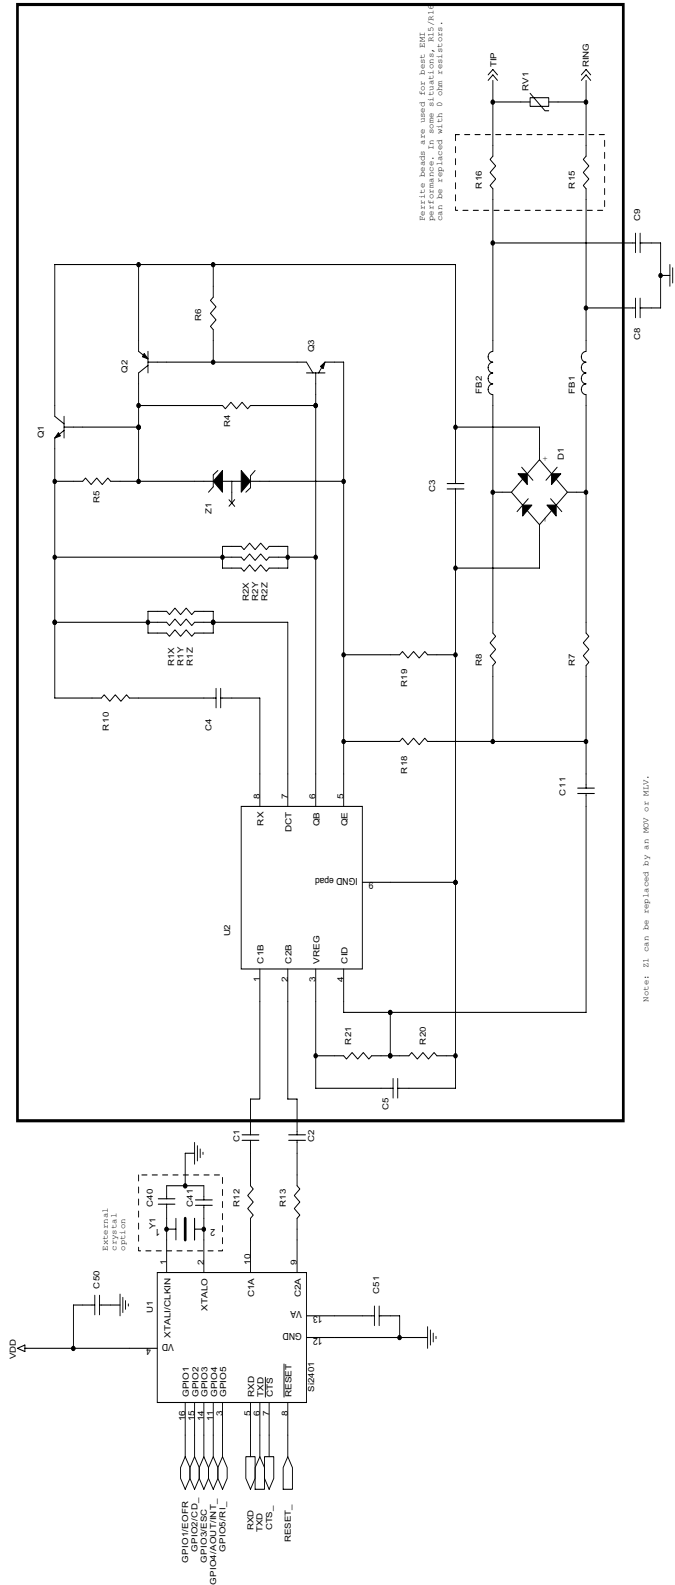 Ferrite beads are used for best EMI
performance. In some situations, R15/R16
can be replaced with 0 ohm resistors.
TIP
RING
RV1
R16
R15
C9
C8
FB2
FB1
R6
Q3
Q2
Q1
R4
R5
Z1
C3
D1
+
-
R2X
R2Y
R2Z
R1X
R1Y
R1Z
R10
C4
R19
R18
R8
R7
C11
8
7
6
5
RX
DCT
QB
QE
IGND epad
9
U2
C1B
C2B
VREG
CID
1
2
3
4
R21
R20
C5
C1
C2
R12
R13
External
crystal
option
C40
C41
Y1
1
2
1
2
10
9
U1
XTALI/CLKIN
XTALO
C1A
C2A
C50
VDD
VD
4
VA
13
GND
12
C51
GPIO1
GPIO2
GPIO3
GPIO4
GPIO5
RXD
TXD
CTS
RESET
Si2401
16
15
14
11
3
5
6
7
8
GPIO1/EOFR
GPIO2/CD_
GPIO3/ESC
GPIO4/AOUT/INT_
GPIO5/RI_
RXD
TXD
CTS_
RESET_
Note: Z1 can be replaced by an MOV or MLV.